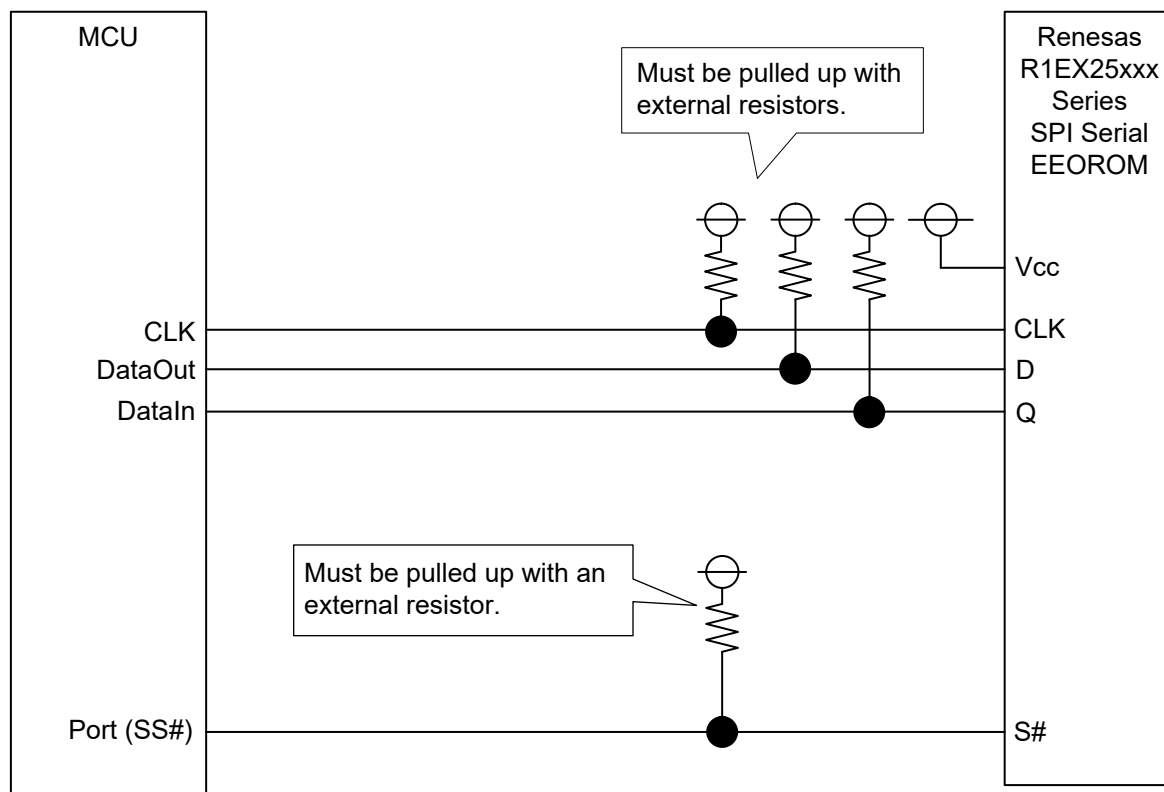 MCU
Renesas
R1EX25xxx
Series
SPI Serial
EEOROM
Must be pulled up with
external resistors.
Vcc
CLK
CLK
DataOut
D
DataIn
Q
Must be pulled up with an
external resistor.
Port (SS#)
S#